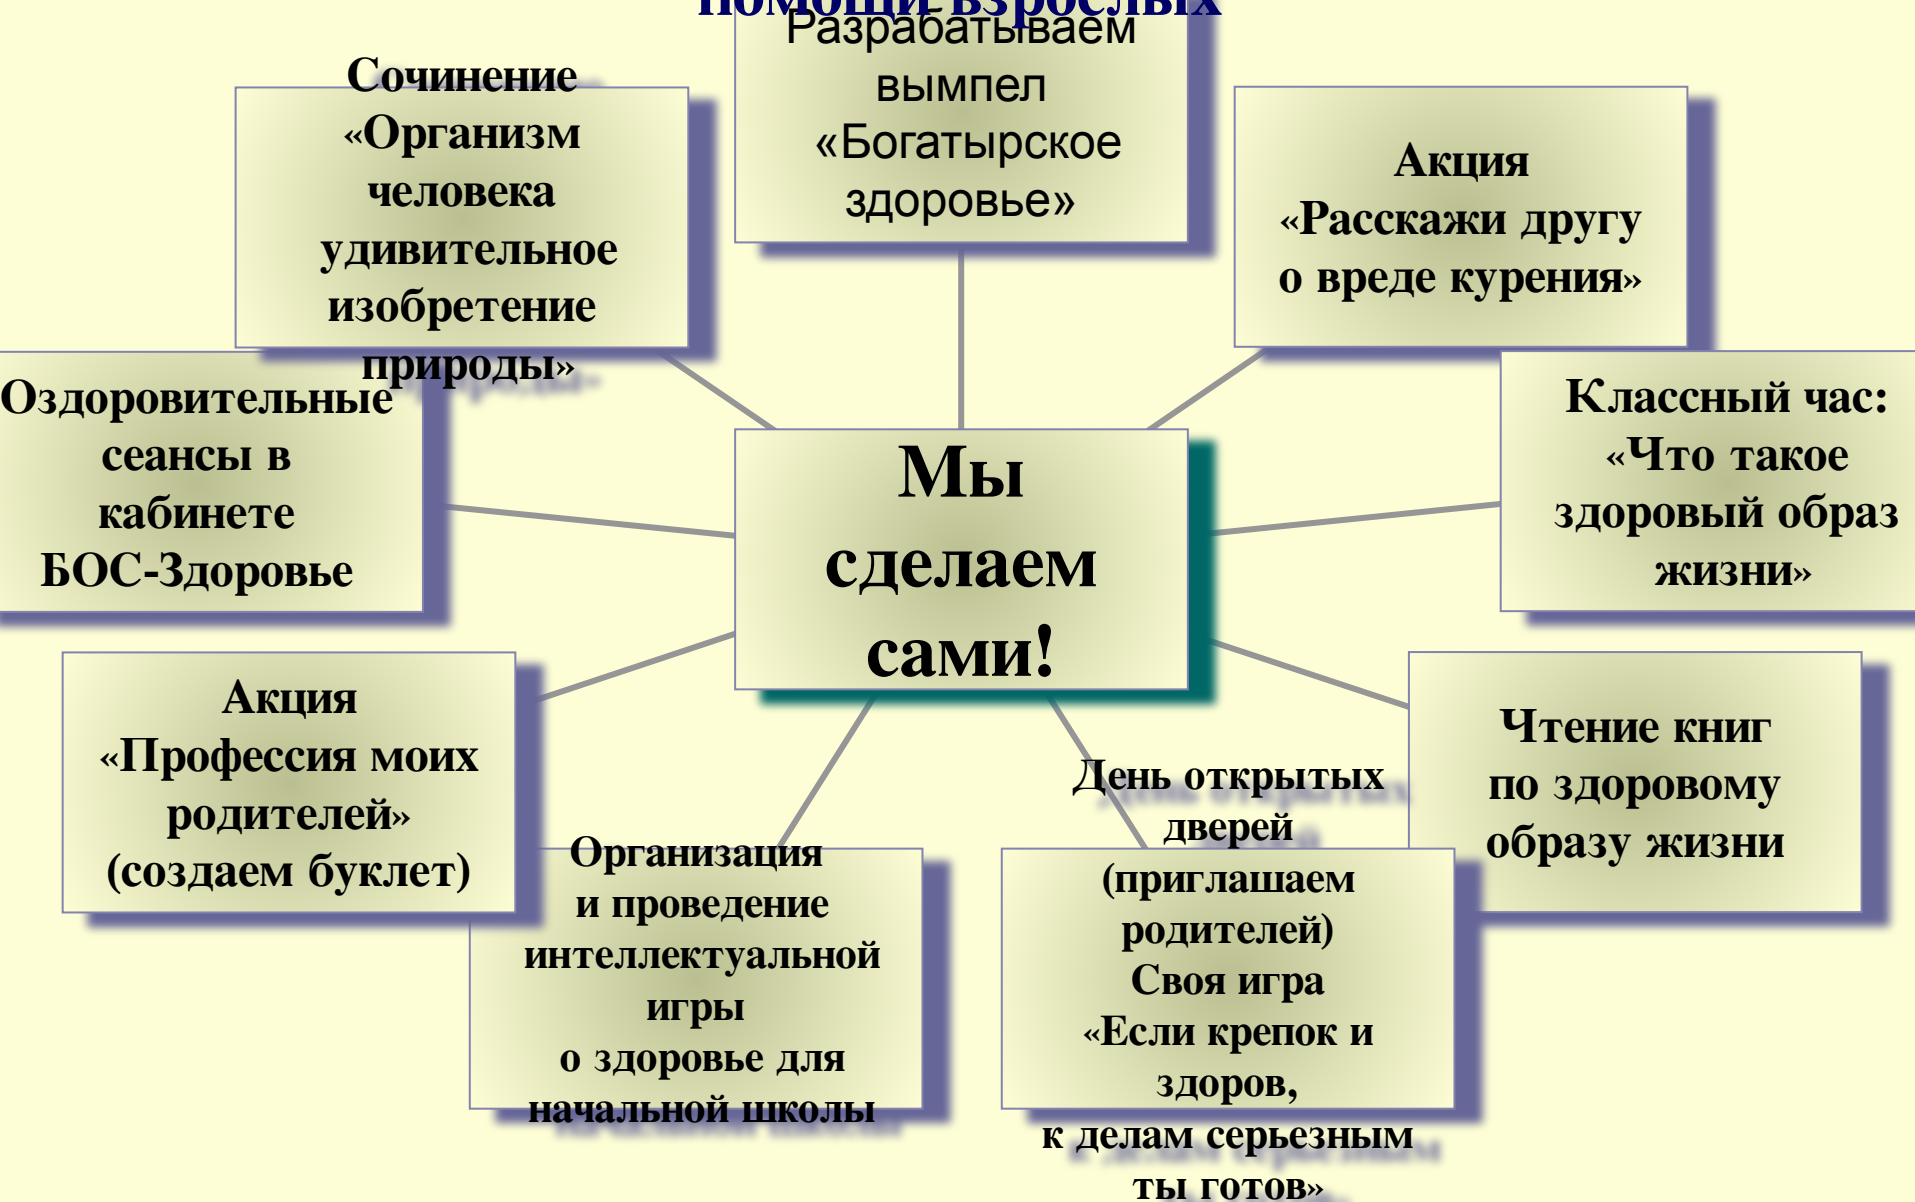 помощи взрослых
Разрабатываем
вымпел
«Богатырское
здоровье»
Сочинение
«Организм
человека
удивительное
изобретение
природы»
Акция
«Расскажи другу
о вреде курения»
Оздоровительные
сеансы в
кабинете
БОС-Здоровье
Мы
сделаем
сами!
Классный час:
«Что такое
здоровый образ
жизни»
Акция
«Профессия моих
родителей»
(создаем буклет)
Организация
и проведение
интеллектуальной
игры
о здоровье для
начальной школы
День открытых
дверей
(приглашаем
родителей)
Своя игра
«Если крепок и
здоров,
к делам серьезным
ты готов»
Чтение книг
по здоровому
образу жизни